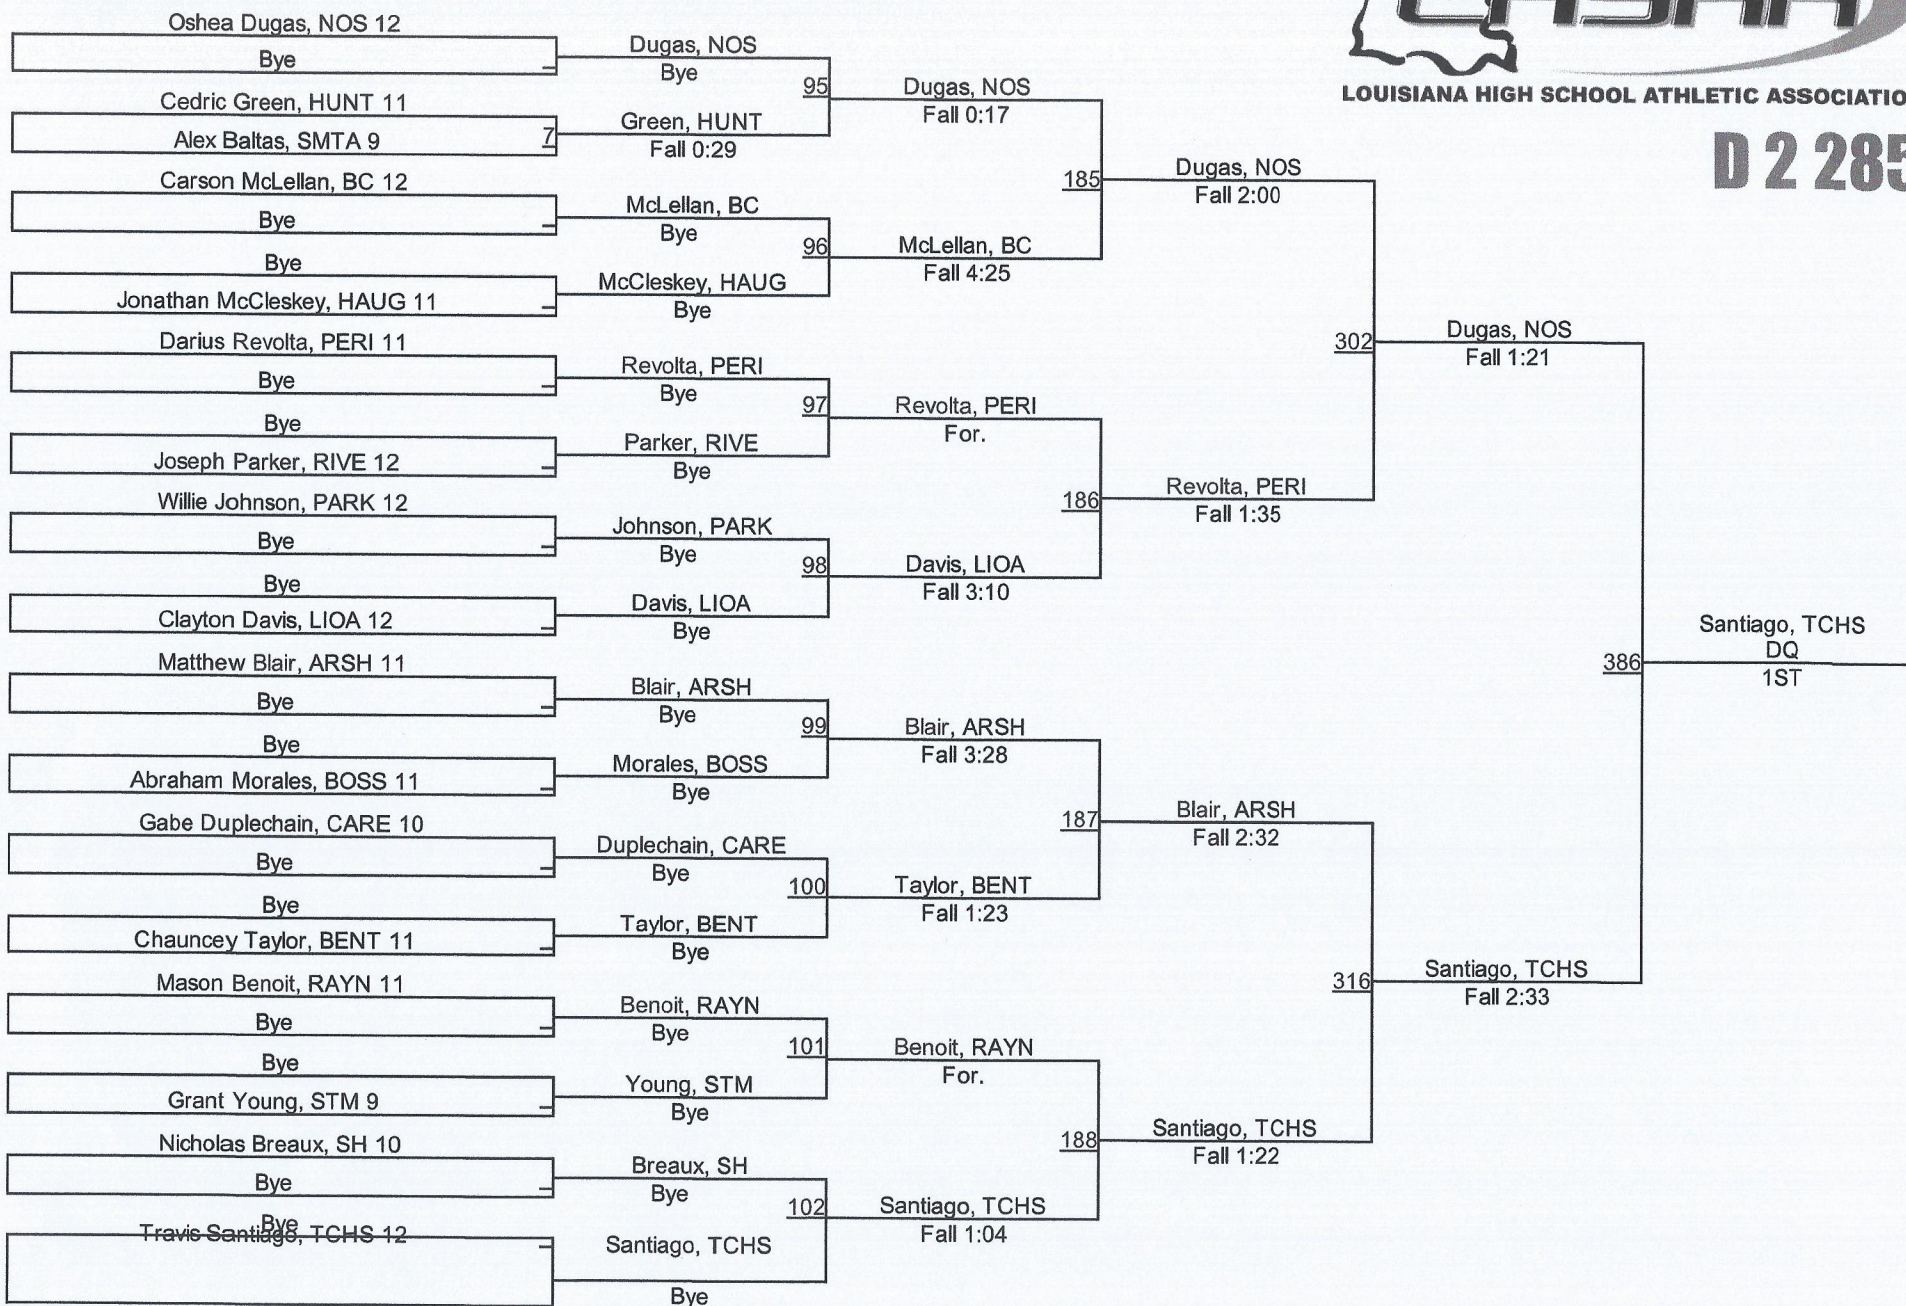 LOUISIANA HIGH SCHOOL ATHLETIC ASSOCIATIO
D 2 285
Oshea Dugas, NOS 12
Bye
Cedric Green, HUNT 11
Alex Baltas, SMTA 9
7
Carson McLellan, BC 12
Bye
Bye
Jonathan McCleskey, HAUG 11
Darius Revolta, PERI 11
Bye
Bye
Joseph Parker, RIVE 12
Willie Johnson, PARK 12
Bye
Bye
Clayton Davis, LIOA 12
Matthew Blair, ARSH 11
Bye
Bye
Abraham Morales, BOSS 11
Gabe Duplechain, CARE 10
Bye
Bye
Chauncey Taylor, BENT 11
Mason Benoit, RAYN 11
Bye
Bye
Grant Young, STM 9
Nicholas Breaux, SH 10
Bye
Bye
Travis Santiago, TCHS 12
Dugas, NOS
Bye
95
Green, HUNT
Fall 0:29
McLellan, BC
Bye
96
McCleskey, HAUG
Bye
Revolta, PERI
Bye
97
Parker, RIVE
Bye
Johnson, PARK
Bye
98
Davis, LIOA
Bye
Blair, ARSH
Bye
99
Morales, BOSS
Bye
Duplechain, CARE
Bye
100
Taylor, BENT
Bye
Benoit, RAYN
Bye
101
Young, STM
Bye
Breaux, SH
Bye
102
Santiago, TCHS
Bye
Dugas, NOS
Fall 0:17
185
McLellan, BC
Fall 4:25
Revolta, PERI
For.
186
Davis, LIOA
Fall 3:10
Blair, ARSH
Fall 3:28
187
Taylor, BENT
Fall 1:23
Benoit, RAYN
For.
188
Santiago, TCHS
Fall 1:04
Dugas, NOS
Fall 2:00
302
Revolta, PERI
Fall 1:35
Blair, ARSH
Fall 2:32
316
Santiago, TCHS
Fall 1:22
Dugas, NOS
Fall 1:21
386
Santiago, TCHS
Fall 2:33
Santiago, TCHS
DQ
1ST